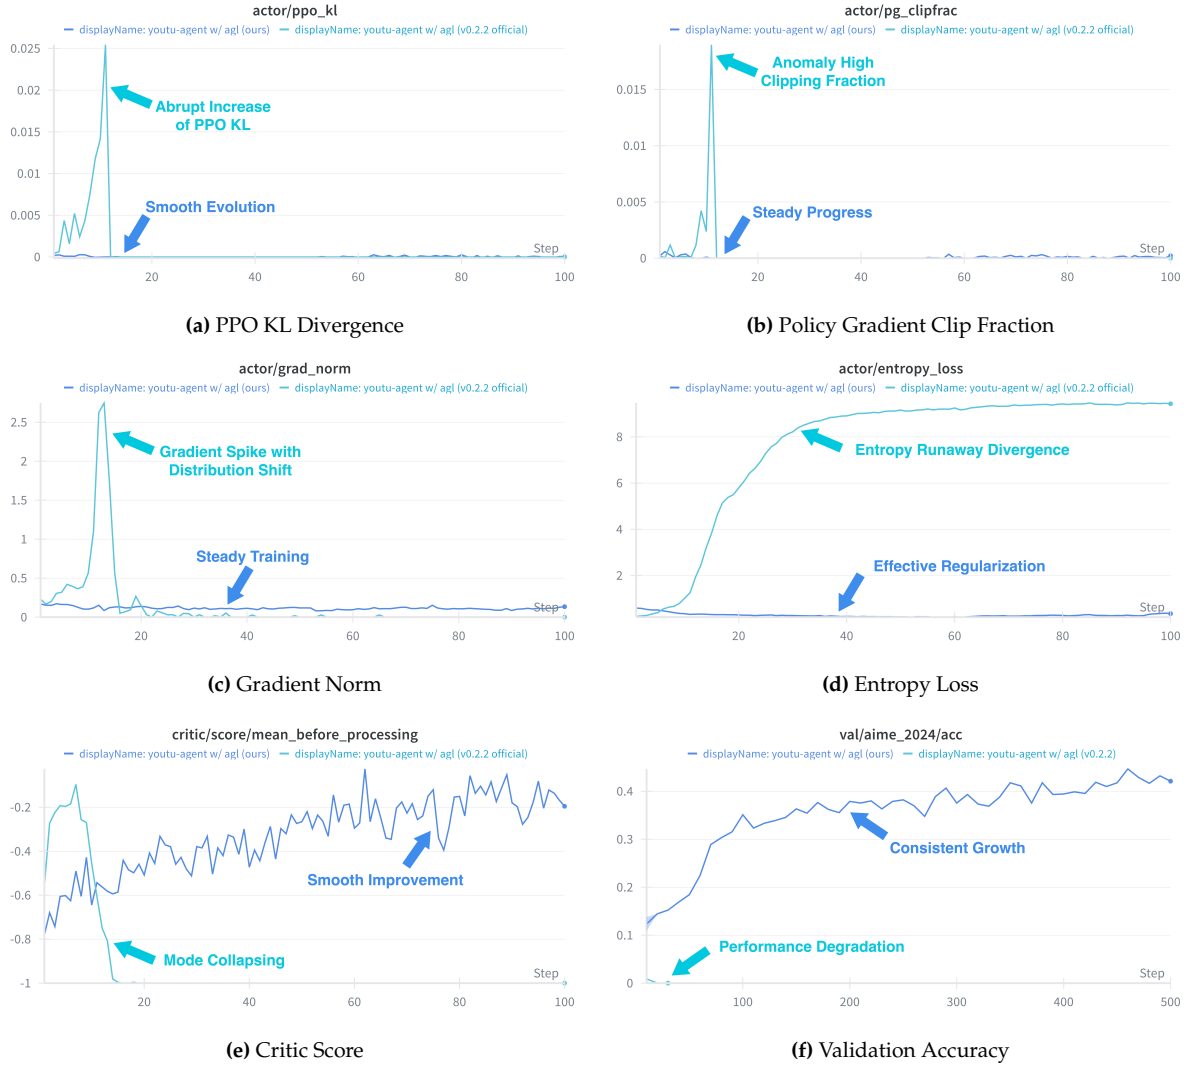 actor/ppo_kl
displayName: youtu-agent w/ agl (ours) displayName: youtu-agent w/ agl (v0.2.2 official)
0.025
0.02
0.015
0.01
0.005
0
Abrupt Increase
of PPO KL
Smooth Evolution
Step
20 40 60 80 100
(a) PPO KL Divergence
actor/pg_clipfrac
displayName: youtu-agent w/ agl (ours) displayName: youtu-agent w/ agl (v0.2.2 official)
0.015
0.01
0.005
0
Anomaly High
Clipping Fraction
Steady Progress
Step
20 40 60 80 100
(b) Policy Gradient Clip Fraction
actor/grad_norm
displayName: youtu-agent w/ agl (ours) displayName: youtu-agent w/ agl (v0.2.2 official)
2.5
2
1.5
1
0.5
0
Gradient Spike with
Distribution Shift
Steady Training
Step
20 40 60 80 100
(c) Gradient Norm
actor/entropy_loss
displayName: youtu-agent w/ agl (ours) displayName: youtu-agent w/ agl (v0.2.2 official)
8
6
4
2
Entropy Runaway Divergence
Effective Regularization
Step
20 40 60 80 100
(d) Entropy Loss
critic/score/mean_before_processing
displayName: youtu-agent w/ agl (ours) displayName: youtu-agent w/ agl (v0.2.2 official)
-0.2
-0.4
-0.6
-0.8
-1
Smooth Improvement
Mode Collapsing
Step
20 40 60 80 100
(e) Critic Score
val/aime_2024/acc
displayName: youtu-agent w/ agl (ours) displayName: youtu-agent w/ agl (v0.2.2)
0.4
0.3
0.2
0.1
0
Consistent Growth
Performance Degradation
Step
100 200 300 400 500
(f) Validation Accuracy